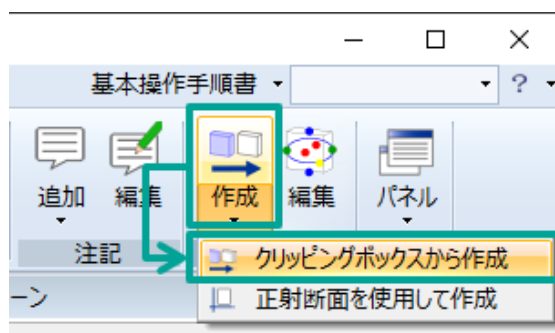 基本操作手順書
?
追加 編集 作成 編集 パネル
注記
クリッピングボックスから作成
ーン
正射断面を使用して作成